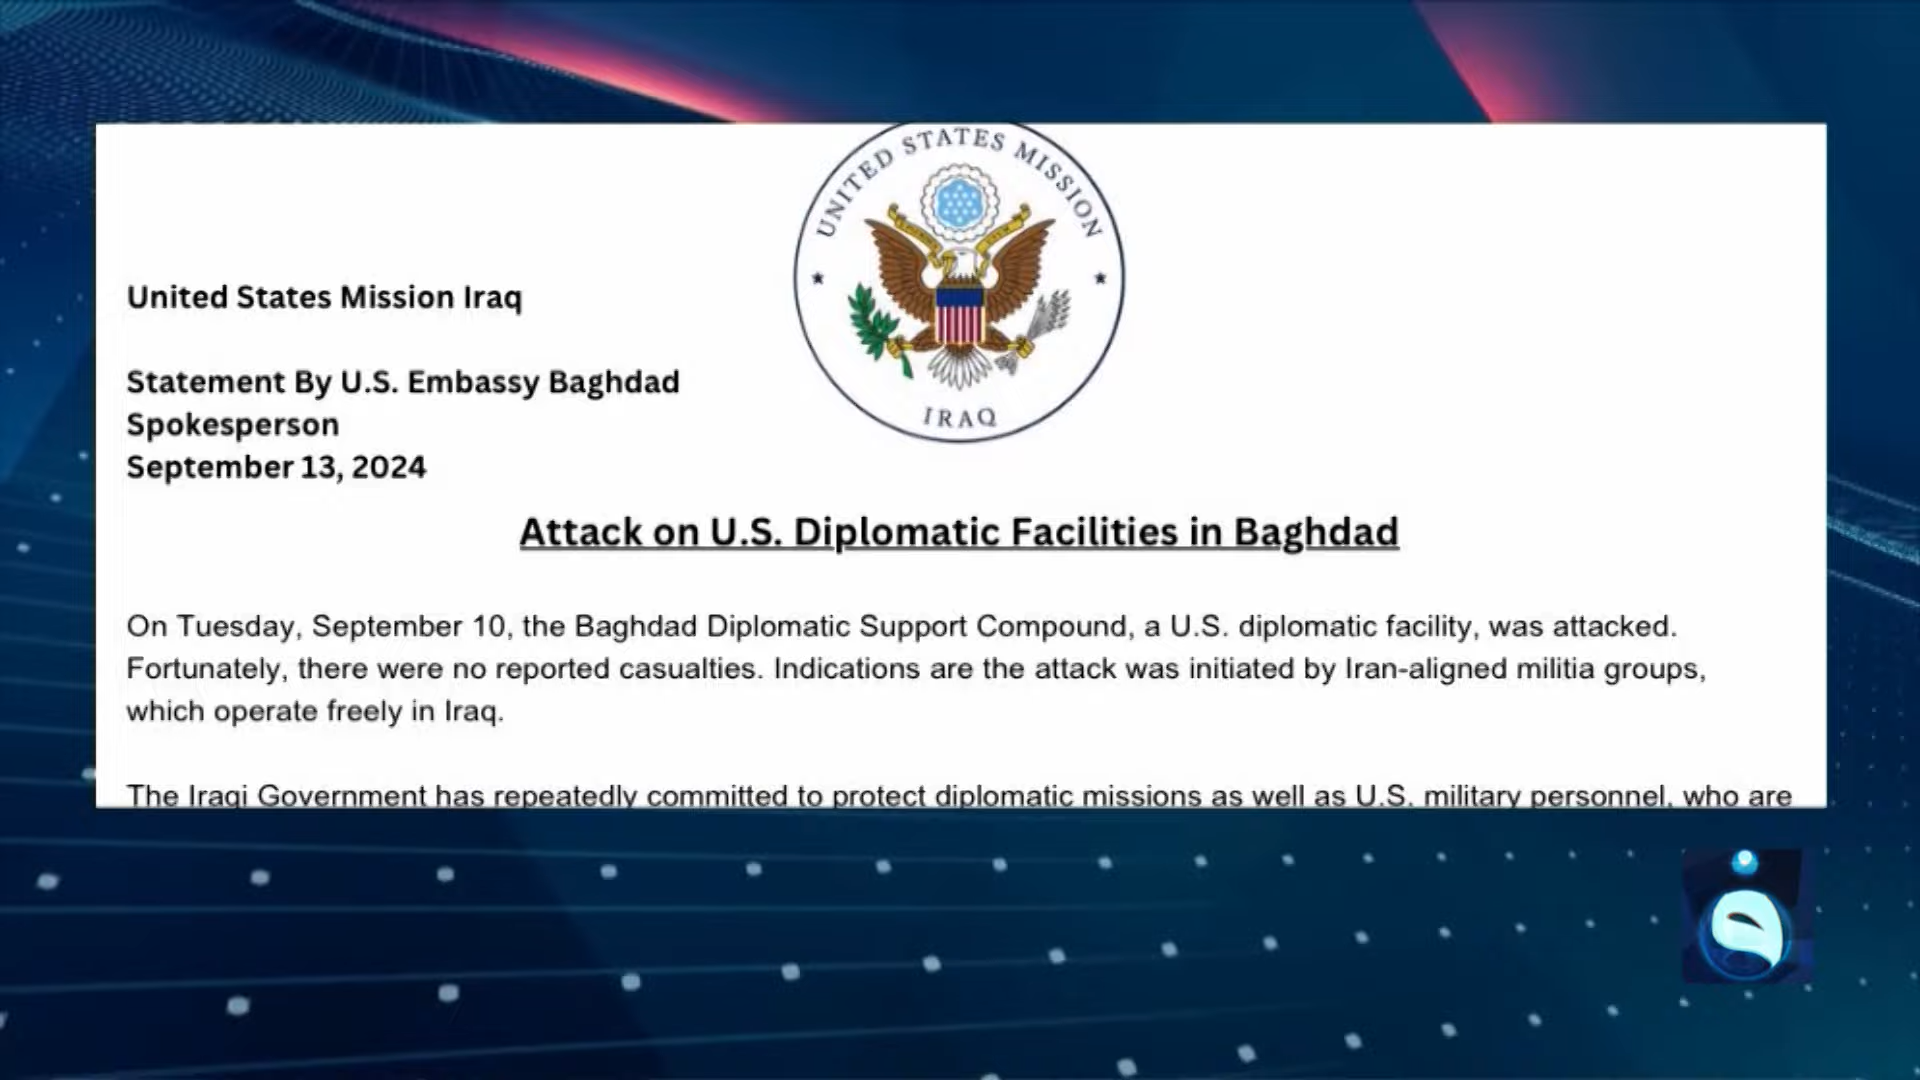 UNITED STATES MISSION
IRAQ
United States Mission Iraq
Statement By U.S. Embassy Baghdad
Spokesperson
September 13, 2024
Attack on U.S. Diplomatic Facilities in Baghdad
On Tuesday, September 10, the Baghdad Diplomatic Support Compound, a U.S. diplomatic facility, was attacked.
Fortunately, there were no reported casualties. Indications are the attack was initiated by Iran-aligned militia groups,
which operate freely in Iraq.
The Iraqi Government has repeatedly committed to protect diplomatic missions as well as U.S. military personnel, who are